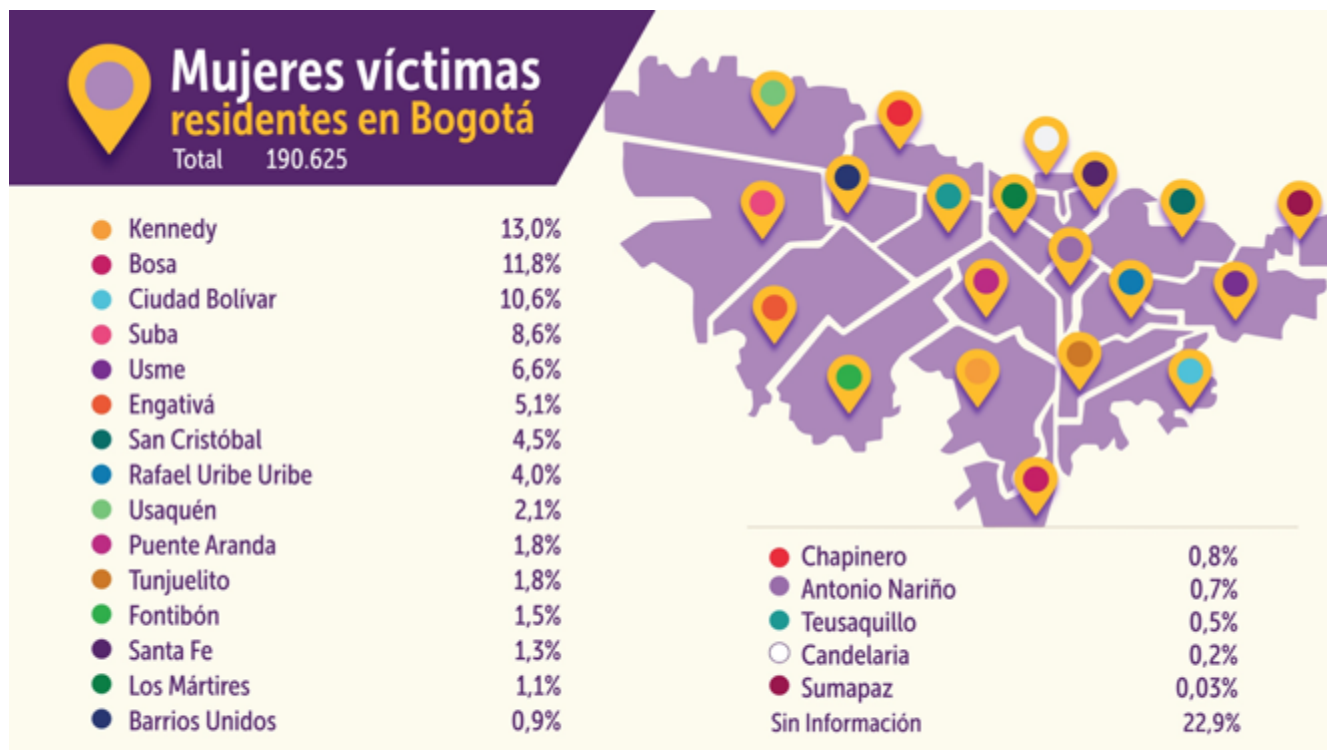 Mujeres víctimas
residentes en Bogotá
Total 190.625
Kennedy 13,0%
Bosa 11,8%
Ciudad Bolívar 10,6%
Suba 8,6%
Usme 6,6%
Engativá 5,1%
San Cristóbal 4,5%
Rafael Uribe Uribe 4,0%
Usaquén 2,1%
Puente Aranda 1,8%
Tunjuelito 1,8%
Fontibón 1,5%
Santa Fe 1,3%
Los Mártires 1,1%
Barrios Unidos 0,9%
Chapinero 0,8%
Antonio Nariño 0,7%
Teusaquillo 0,5%
Candelaria 0,2%
Sumapaz 0,03%
Sin Información 22,9%